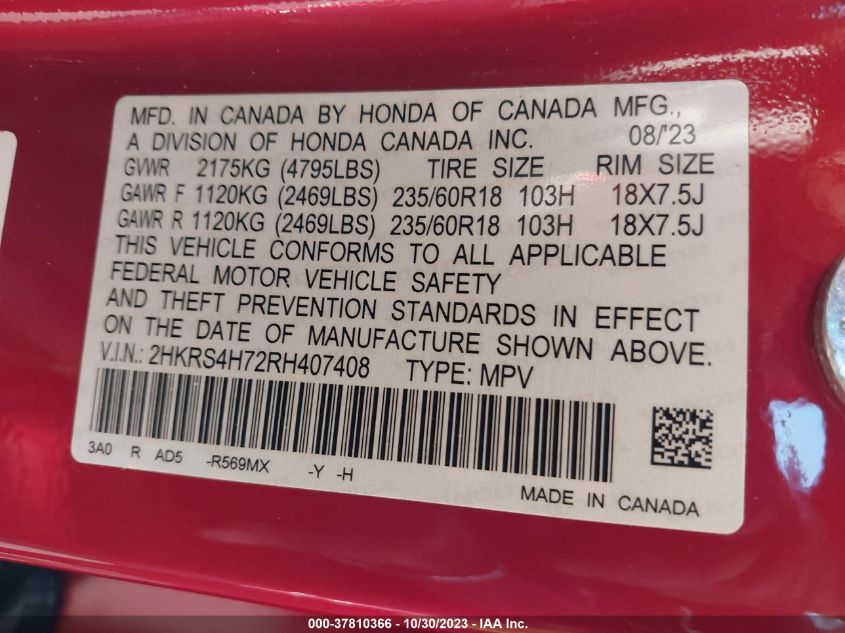 MFD. IN CANADA BY HONDA OF CANADA MFG.,
A DIVISION OF HONDA CANADA INC. 08/'23
GVWR 2175KG (4795LBS) TIRE SIZE RIM SIZE
GAWR F 1120KG (2469LBS) 235/60R18 103H 18X7.5J
GAWR R 1120KG (2469LBS) 235/60R18 103H 18X7.5J
THIS VEHICLE CONFORMS TO ALL APPLICABLE
FEDERAL MOTOR VEHICLE SAFETY
AND THEFT PREVENTION STANDARDS IN EFFECT
ON THE DATE OF MANUFACTURE SHOWN ABOVE.
V.I.N.: 2HKRS4H72RH407408 TYPE: MPV
3A0 R AD5 -R569MX -Y -H
MADE IN CANADA
000-37810366 - 10/30/2023 - IAA Inc.